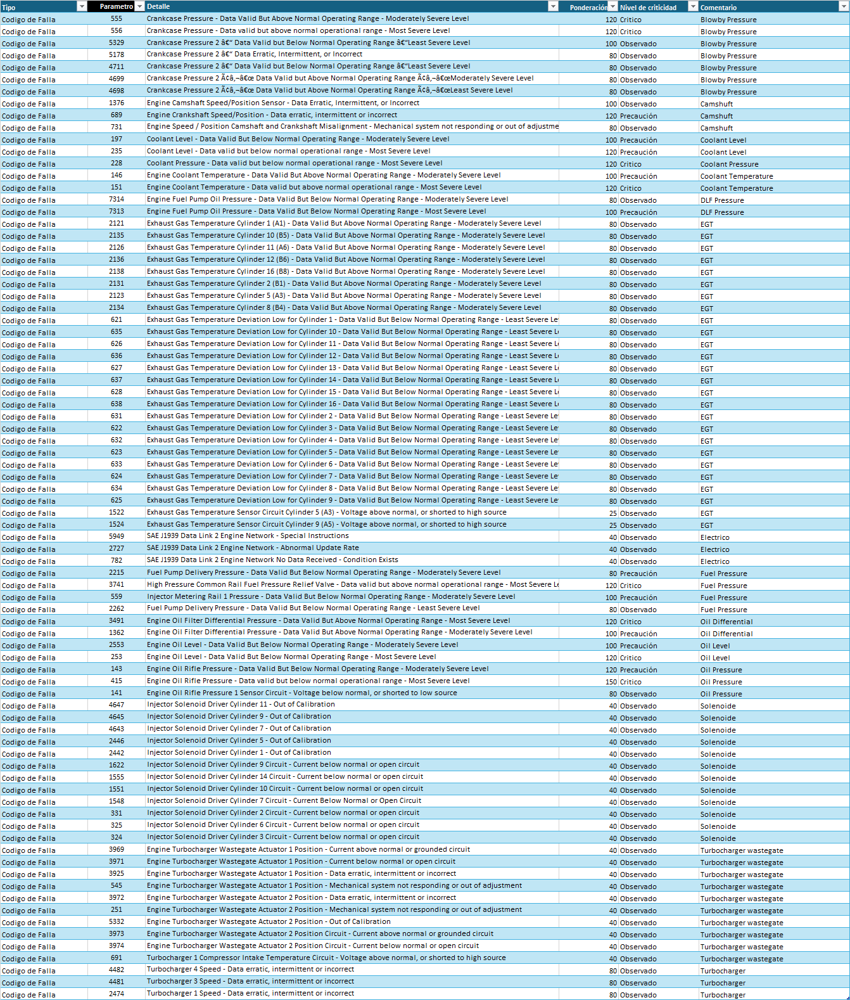 Tipo Parametro Detalle Ponderación Nivel de criticidad Comentario
Codigo de Falla 555 Crankcase Pressure - Data Valid But Above Normal Operating Range - Moderately Severe Level 120 Critico Blowby Pressure
Codigo de Falla 556 Crankcase Pressure - Data valid but above normal operational range - Most Severe Level 120 Critico Blowby Pressure
Codigo de Falla 5329 Crankcase Pressure 2 â€“ Data Valid but Below Normal Operating Range â€“Least Severe Level 100 Observado Blowby Pressure
Codigo de Falla 5178 Crankcase Pressure 2 â€“ Data Erratic, Intermittent, or Incorrect 80 Observado Blowby Pressure
Codigo de Falla 4711 Crankcase Pressure 2 â€“ Data Valid but Below Normal Operating Range â€“Least Severe Level 80 Observado Blowby Pressure
Codigo de Falla 4699 Crankcase Pressure 2 Ã¢â‚¬â€œ Data Valid but Above Normal Operating Range Ã¢â‚¬â€œModerately Severe Level 80 Observado Blowby Pressure
Codigo de Falla 4698 Crankcase Pressure 2 Ã¢â‚¬â€œ Data Valid but Above Normal Operating Range Ã¢â‚¬â€œLeast Severe Level 80 Observado Blowby Pressure
Codigo de Falla 1376 Engine Camshaft Speed/Position Sensor - Data Erratic, Intermittent, or Incorrect 100 Observado Camshuft
Codigo de Falla 689 Engine Crankshaft Speed/Position - Data erratic, intermittent or incorrect 120 Precaución Camshuft
Codigo de Falla 731 Engine Speed / Position Camshaft and Crankshaft Misalignment - Mechanical system not responding or out of adjustme 80 Observado Camshuft
Codigo de Falla 197 Coolant Level - Data Valid But Below Normal Operating Range - Moderately Severe Level 100 Precaución Coolant Level
Codigo de Falla 235 Coolant Level - Data valid but below normal operational range - Most Severe Level 120 Precaución Coolant Level
Codigo de Falla 228 Coolant Pressure - Data valid but below normal operational range - Most Severe Level 120 Critico Coolant Pressure
Codigo de Falla 146 Engine Coolant Temperature - Data Valid But Above Normal Operating Range - Moderately Severe Level 100 Precaución Coolant Temperature
Codigo de Falla 151 Engine Coolant Temperature - Data valid but above normal operational range - Most Severe Level 120 Critico Coolant Temperature
Codigo de Falla 7314 Engine Fuel Pump Oil Pressure - Data Valid But Below Normal Operating Range - Moderately Severe Level 80 Observado DLF Pressure
Codigo de Falla 7313 Engine Fuel Pump Oil Pressure - Data Valid But Below Normal Operating Range - Most Severe Level 100 Precaución DLF Pressure
Codigo de Falla 2121 Exhaust Gas Temperature Cylinder 1 (A1) - Data Valid But Above Normal Operating Range - Moderately Severe Level 80 Observado EGT
Codigo de Falla 2135 Exhaust Gas Temperature Cylinder 10 (B5) - Data Valid But Above Normal Operating Range - Moderately Severe Level 80 Observado EGT
Codigo de Falla 2126 Exhaust Gas Temperature Cylinder 11 (A6) - Data Valid But Above Normal Operating Range - Moderately Severe Level 80 Observado EGT
Codigo de Falla 2136 Exhaust Gas Temperature Cylinder 12 (B6) - Data Valid But Above Normal Operating Range - Moderately Severe Level 80 Observado EGT
Codigo de Falla 2138 Exhaust Gas Temperature Cylinder 16 (B8) - Data Valid But Above Normal Operating Range - Moderately Severe Level 80 Observado EGT
Codigo de Falla 2131 Exhaust Gas Temperature Cylinder 2 (B1) - Data Valid But Above Normal Operating Range - Moderately Severe Level 80 Observado EGT
Codigo de Falla 2123 Exhaust Gas Temperature Cylinder 5 (A3) - Data Valid But Above Normal Operating Range - Moderately Severe Level 80 Observado EGT
Codigo de Falla 2134 Exhaust Gas Temperature Cylinder 8 (B4) - Data Valid But Above Normal Operating Range - Moderately Severe Level 80 Observado EGT
Codigo de Falla 621 Exhaust Gas Temperature Deviation Low for Cylinder 1 - Data Valid But Below Normal Operating Range - Least Severe Le 80 Observado EGT
Codigo de Falla 635 Exhaust Gas Temperature Deviation Low for Cylinder 10 - Data Valid But Below Normal Operating Range - Least Severe L 80 Observado EGT
Codigo de Falla 626 Exhaust Gas Temperature Deviation Low for Cylinder 11 - Data Valid But Below Normal Operating Range - Least Severe L 80 Observado EGT
Codigo de Falla 636 Exhaust Gas Temperature Deviation Low for Cylinder 12 - Data Valid But Below Normal Operating Range - Least Severe L 80 Observado EGT
Codigo de Falla 627 Exhaust Gas Temperature Deviation Low for Cylinder 13 - Data Valid But Below Normal Operating Range - Least Severe L 80 Observado EGT
Codigo de Falla 637 Exhaust Gas Temperature Deviation Low for Cylinder 14 - Data Valid But Below Normal Operating Range - Least Severe L 80 Observado EGT
Codigo de Falla 628 Exhaust Gas Temperature Deviation Low for Cylinder 15 - Data Valid But Below Normal Operating Range - Least Severe L 80 Observado EGT
Codigo de Falla 638 Exhaust Gas Temperature Deviation Low for Cylinder 16 - Data Valid But Below Normal Operating Range - Least Severe L 80 Observado EGT
Codigo de Falla 631 Exhaust Gas Temperature Deviation Low for Cylinder 2 - Data Valid But Below Normal Operating Range - Least Severe Le 80 Observado EGT
Codigo de Falla 622 Exhaust Gas Temperature Deviation Low for Cylinder 3 - Data Valid But Below Normal Operating Range - Least Severe Le 80 Observado EGT
Codigo de Falla 632 Exhaust Gas Temperature Deviation Low for Cylinder 4 - Data Valid But Below Normal Operating Range - Least Severe Le 80 Observado EGT
Codigo de Falla 623 Exhaust Gas Temperature Deviation Low for Cylinder 5 - Data Valid But Below Normal Operating Range - Least Severe Le 80 Observado EGT
Codigo de Falla 633 Exhaust Gas Temperature Deviation Low for Cylinder 6 - Data Valid But Below Normal Operating Range - Least Severe Le 80 Observado EGT
Codigo de Falla 624 Exhaust Gas Temperature Deviation Low for Cylinder 7 - Data Valid But Below Normal Operating Range - Least Severe Le 80 Observado EGT
Codigo de Falla 634 Exhaust Gas Temperature Deviation Low for Cylinder 8 - Data Valid But Below Normal Operating Range - Least Severe Le 80 Observado EGT
Codigo de Falla 625 Exhaust Gas Temperature Deviation Low for Cylinder 9 - Data Valid But Below Normal Operating Range - Least Severe Le 80 Observado EGT
Codigo de Falla 1522 Exhaust Gas Temperature Sensor Circuit Cylinder 5 (A3) - Voltage above normal, or shorted to high source 25 Observado EGT
Codigo de Falla 1524 Exhaust Gas Temperature Sensor Circuit Cylinder 9 (A5) - Voltage above normal, or shorted to high source 25 Observado EGT
Codigo de Falla 5949 SAE J1939 Data Link 2 Engine Network - Special Instructions 40 Observado Electrico
Codigo de Falla 2727 SAE J1939 Data Link 2 Engine Network - Abnormal Update Rate 40 Observado Electrico
Codigo de Falla 782 SAE J1939 Data Link 2 Engine Network No Data Received - Condition Exists 40 Observado Electrico
Codigo de Falla 2215 Fuel Pump Delivery Pressure - Data Valid But Below Normal Operating Range - Moderately Severe Level 80 Precaución Fuel Pressure
Codigo de Falla 3741 High Pressure Common Rail Fuel Pressure Relief Valve - Data valid but above normal operational range - Most Severe Le 120 Critico Fuel Pressure
Codigo de Falla 559 Injector Metering Rail 1 Pressure - Data Valid But Below Normal Operating Range - Moderately Severe Level 100 Precaución Fuel Pressure
Codigo de Falla 2262 Fuel Pump Delivery Pressure - Data Valid But Below Normal Operating Range - Least Severe Level 80 Observado Fuel Pressure
Codigo de Falla 3491 Engine Oil Filter Differential Pressure - Data Valid But Above Normal Operating Range - Most Severe Level 120 Critico Oil Differential
Codigo de Falla 1362 Engine Oil Filter Differential Pressure - Data Valid But Above Normal Operating Range - Moderately Severe Level 100 Precaución Oil Differential
Codigo de Falla 2553 Engine Oil Level - Data Valid But Below Normal Operating Range - Moderately Severe Level 100 Precaución Oil Level
Codigo de Falla 253 Engine Oil Level - Data Valid But Below Normal Operating Range - Most Severe Level 120 Critico Oil Level
Codigo de Falla 143 Engine Oil Rifle Pressure - Data Valid But Below Normal Operating Range - Moderately Severe Level 120 Precaución Oil Pressure
Codigo de Falla 415 Engine Oil Rifle Pressure - Data valid but below normal operational range - Most Severe Level 150 Critico Oil Pressure
Codigo de Falla 141 Engine Oil Rifle Pressure 1 Sensor Circuit - Voltage below normal, or shorted to low source 80 Observado Oil Pressure
Codigo de Falla 4647 Injector Solenoid Driver Cylinder 11 - Out of Calibration 40 Observado Solenoide
Codigo de Falla 4645 Injector Solenoid Driver Cylinder 9 - Out of Calibration 40 Observado Solenoide
Codigo de Falla 4643 Injector Solenoid Driver Cylinder 7 - Out of Calibration 40 Observado Solenoide
Codigo de Falla 2446 Injector Solenoid Driver Cylinder 5 - Out of Calibration 40 Observado Solenoide
Codigo de Falla 2442 Injector Solenoid Driver Cylinder 1 - Out of Calibration 40 Observado Solenoide
Codigo de Falla 1622 Injector Solenoid Driver Cylinder 9 Circuit - Current below normal or open circuit 40 Observado Solenoide
Codigo de Falla 1555 Injector Solenoid Driver Cylinder 14 Circuit - Current below normal or open circuit 40 Observado Solenoide
Codigo de Falla 1551 Injector Solenoid Driver Cylinder 10 Circuit - Current below normal or open circuit 40 Observado Solenoide
Codigo de Falla 1548 Injector Solenoid Driver Cylinder 7 Circuit - Current Below Normal or Open Circuit 40 Observado Solenoide
Codigo de Falla 331 Injector Solenoid Driver Cylinder 2 Circuit - Current below normal or open circuit 40 Observado Solenoide
Codigo de Falla 325 Injector Solenoid Driver Cylinder 6 Circuit - Current below normal or open circuit 40 Observado Solenoide
Codigo de Falla 324 Injector Solenoid Driver Cylinder 3 Circuit - Current below normal or open circuit 40 Observado Solenoide
Codigo de Falla 3969 Engine Turbocharger Wastegate Actuator 1 Position - Current above normal or grounded circuit 40 Observado Turbocharger wastegate
Codigo de Falla 3971 Engine Turbocharger Wastegate Actuator 1 Position - Current below normal or open circuit 40 Observado Turbocharger wastegate
Codigo de Falla 3925 Engine Turbocharger Wastegate Actuator 1 Position - Data erratic, intermittent or incorrect 40 Observado Turbocharger wastegate
Codigo de Falla 545 Engine Turbocharger Wastegate Actuator 1 Position - Mechanical system not responding or out of adjustment 40 Observado Turbocharger wastegate
Codigo de Falla 3972 Engine Turbocharger Wastegate Actuator 2 Position - Data erratic, intermittent or incorrect 40 Observado Turbocharger wastegate
Codigo de Falla 251 Engine Turbocharger Wastegate Actuator 2 Position - Mechanical system not responding or out of adjustment 40 Observado Turbocharger wastegate
Codigo de Falla 5332 Engine Turbocharger Wastegate Actuator 2 Position - Out of Calibration 40 Observado Turbocharger wastegate
Codigo de Falla 3973 Engine Turbocharger Wastegate Actuator 2 Position Circuit - Current above normal or grounded circuit 40 Observado Turbocharger wastegate
Codigo de Falla 3974 Engine Turbocharger Wastegate Actuator 2 Position Circuit - Current below normal or open circuit 40 Observado Turbocharger wastegate
Codigo de Falla 691 Turbocharger 1 Compressor Intake Temperature Circuit - Voltage above normal, or shorted to high source 40 Observado Turbocharger wastegate
Codigo de Falla 4482 Turbocharger 4 Speed - Data erratic, intermittent or incorrect 80 Observado Turbocharger
Codigo de Falla 4481 Turbocharger 3 Speed - Data erratic, intermittent or incorrect 80 Observado Turbocharger
Codigo de Falla 2474 Turbocharger 1 Speed - Data erratic, intermittent or incorrect 80 Observado Turbocharger